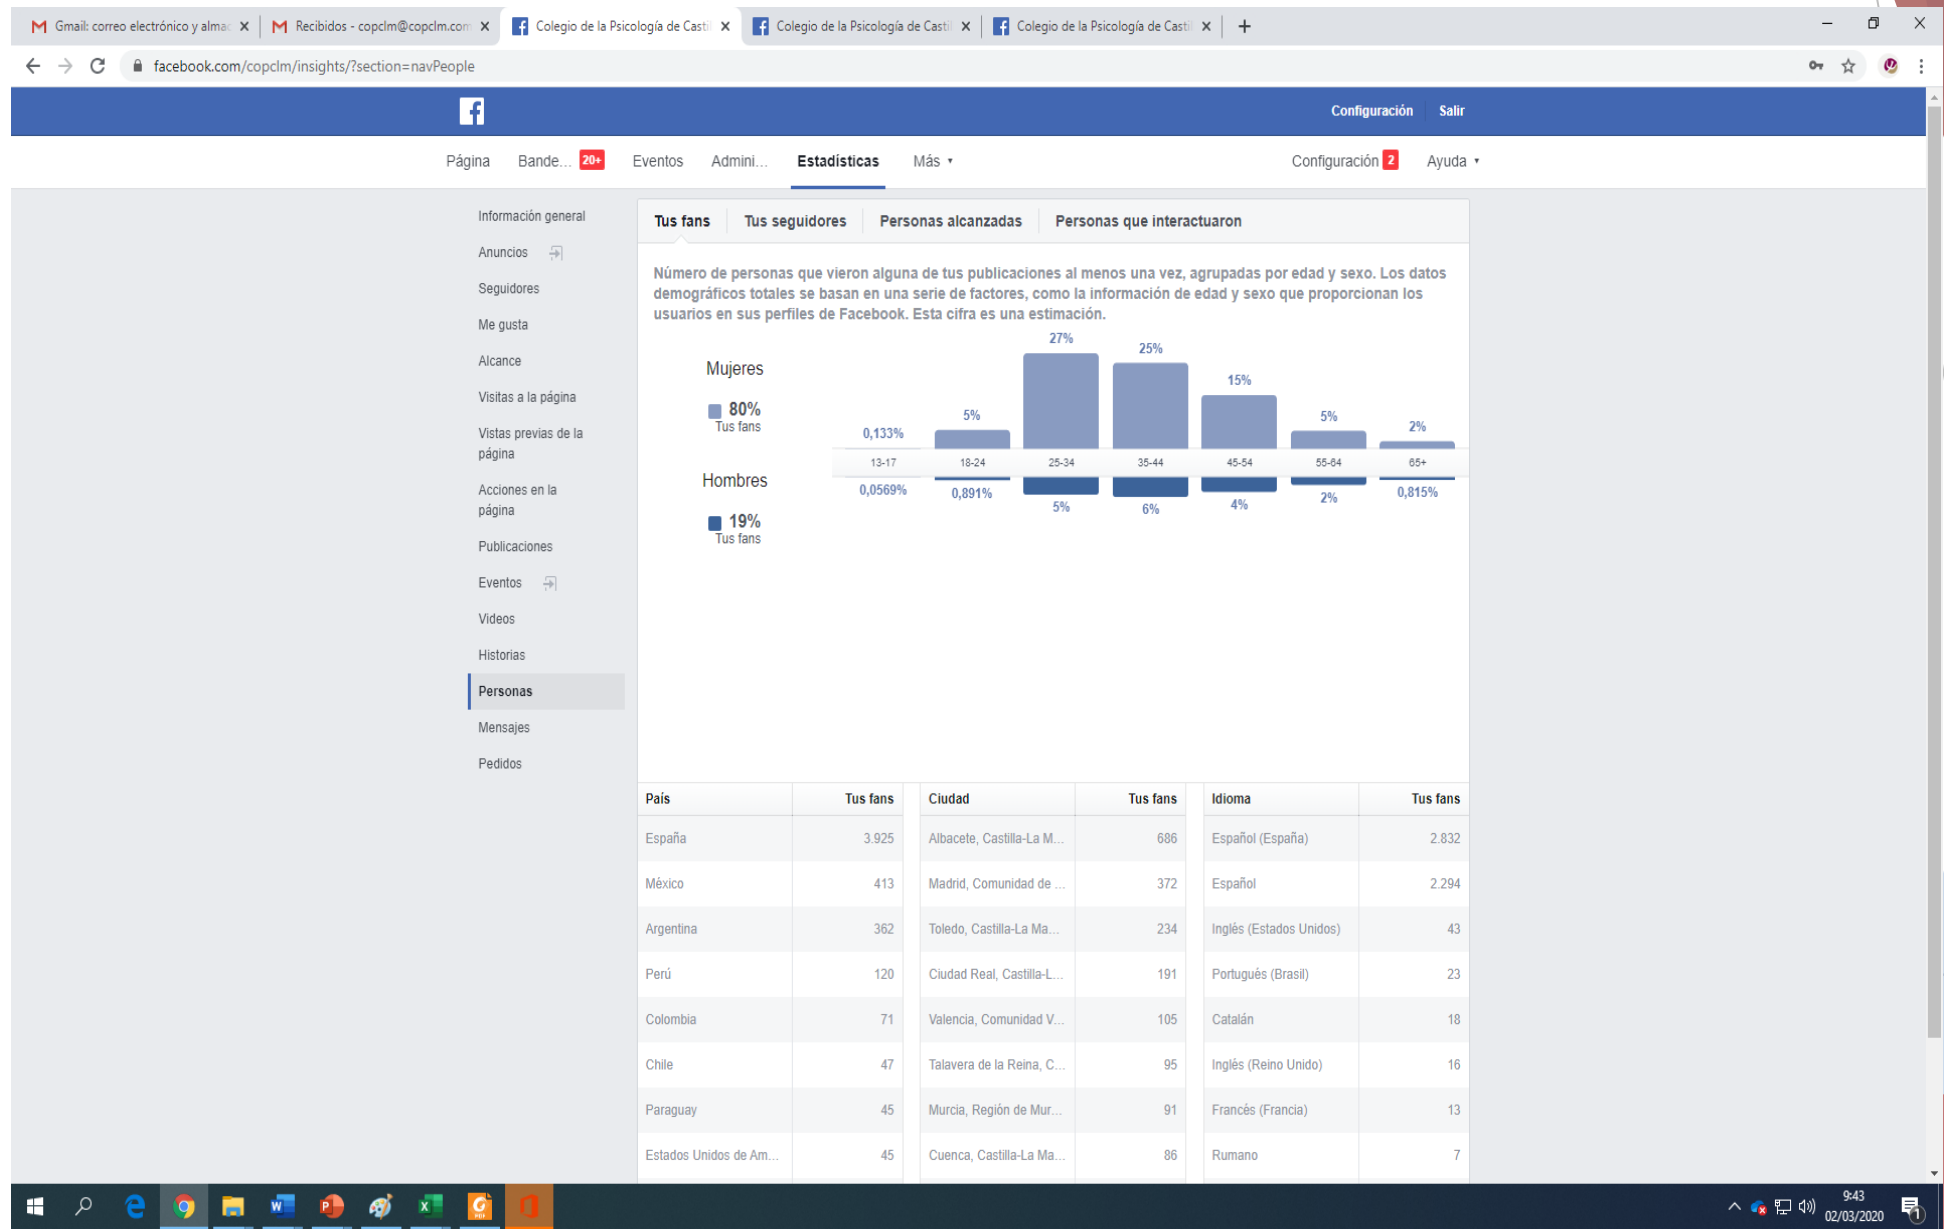 Gmail: correo electrónico y almac
Recibidos - copclm@copclm.com
Colegio de la Psicología de Casti
Colegio de la Psicología de Casti
Colegio de la Psicología de Casti
facebook.com/copclm/insights/?section=navPeople
Configuración Salir
Página Bande... 20+ Eventos Admini... Estadísticas Más Configuración 2 Ayuda
Información general
Anuncios
Seguidores
Me gusta
Alcance
Visitas a la página
Vistas previas de la
página
Acciones en la
página
Publicaciones
Eventos
Videos
Historias
Personas
Mensajes
Pedidos
Tus fans Tus seguidores Personas alcanzadas Personas que interactuaron
Número de personas que vieron alguna de tus publicaciones al menos una vez, agrupadas por edad y sexo. Los datos
demográficos totales se basan en una serie de factores, como la información de edad y sexo que proporcionan los
usuarios en sus perfiles de Facebook. Esta cifra es una estimación.
Mujeres
80%
Tus fans
0,133% 5% 27% 25% 15% 5% 2%
13-17 18-24 25-34 35-44 45-54 55-64 65+
Hombres
19%
Tus fans
0,0569% 0,891% 5% 6% 4% 2% 0,815%
País Tus fans Ciudad Tus fans Idioma Tus fans
España 3.925 Albacete, Castilla-La M... 686 Español (España) 2.832
México 413 Madrid, Comunidad de ... 372 Español 2.294
Argentina 362 Toledo, Castilla-La Ma... 234 Inglés (Estados Unidos) 43
Perú 120 Ciudad Real, Castilla-L... 191 Portugués (Brasil) 23
Colombia 71 Valencia, Comunidad V... 105 Catalán 18
Chile 47 Talavera de la Reina, C... 95 Inglés (Reino Unido) 16
Paraguay 45 Murcia, Región de Mur... 91 Francés (Francia) 13
Estados Unidos de Am... 45 Cuenca, Castilla-La Ma... 86 Rumano 7
9:43
02/03/2020
1